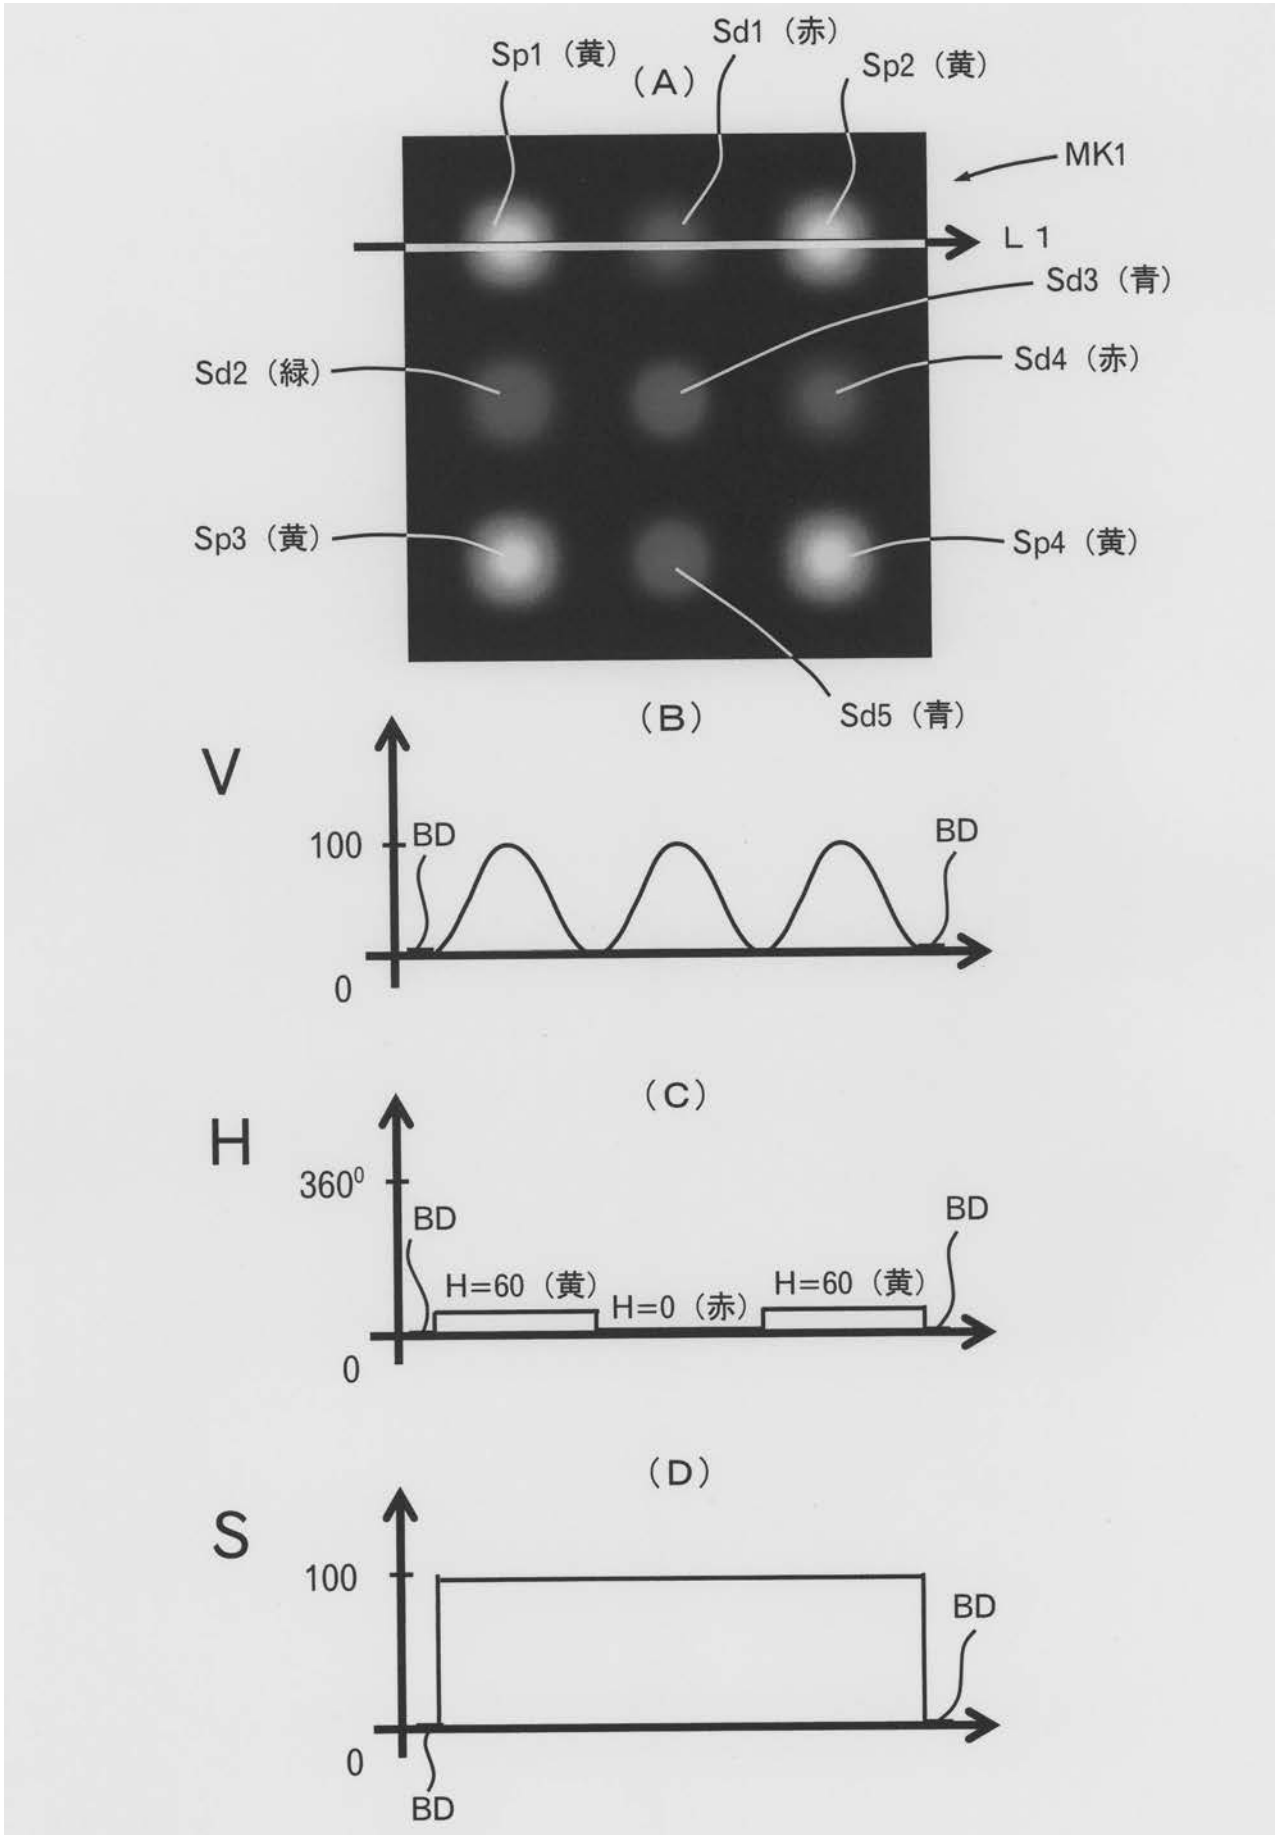 Sd1（赤）
Sp1（黄）
（A）
Sp2（黄）
MK1
L1
Sd3（青）
Sd2（緑）
Sd4（赤）
Sp3（黄）
Sp4（黄）
Sd5（青）
（B）
V
100
BD
BD
0
（C）
H
360⁰
BD
BD
H=60（黄）
H=0（赤）
H=60（黄）
0
（D）
S
100
BD
0
BD